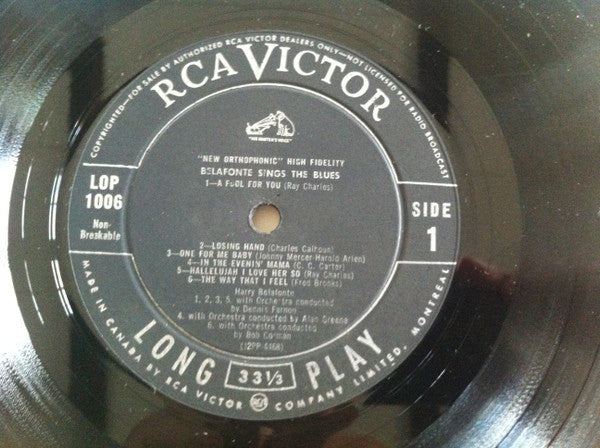 COPYRIGHTED—FOR SALE BY AUTHORIZED RCA VICTOR DEALERS ONLY—NOT LICENSED FOR RADIO BROADCAST
RCA VICTOR
"HIS MASTER'S VOICE"
"NEW ORTHOPHONIC" HIGH FIDELITY
BELAFONTE SINGS THE BLUES
1—A FOOL FOR YOU (Ray Charles)
LOP
1006
Non-
Breakable
SIDE
1
2—LOSING HAND (Charles Calhoun)
3—ONE FOR ME BABY (Johnny Mercer-Harold Arlen)
4—IN THE EVENIN' MAMA (C. C. Carter)
5—HALLELUJAH I LOVE HER SO (Ray Charles)
6—THE WAY THAT I FEEL (Fred Brooks)
Harry Belafonte
1, 2, 3, 5. with Orchestra conducted
by Dennis Farnon
4. with Orchestra conducted by Alan Greene
6. with Orchestra conducted
by Bob Corman
LONG 33 1/3 PLAY
MADE IN CANADA BY RCA VICTOR COMPANY LIMITED, MONTREAL